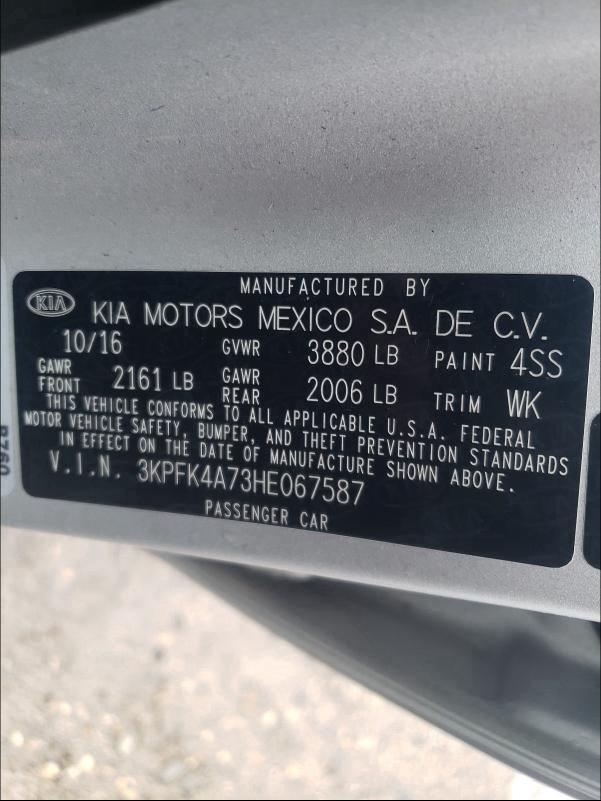 MANUFACTURED BY
KIA
KIA MOTORS MEXICO S.A. DE C.V.
10/16 GVWR 3880 LB PAINT 4SS
GAWR FRONT 2161 LB GAWR REAR 2006 LB TRIM WK
THIS VEHICLE CONFORMS TO ALL APPLICABLE U.S.A. FEDERAL
MOTOR VEHICLE SAFETY, BUMPER, AND THEFT PREVENTION STANDARDS
IN EFFECT ON THE DATE OF MANUFACTURE SHOWN ABOVE.
V.I.N. 3KPFK4A73HE067587
PASSENGER CAR